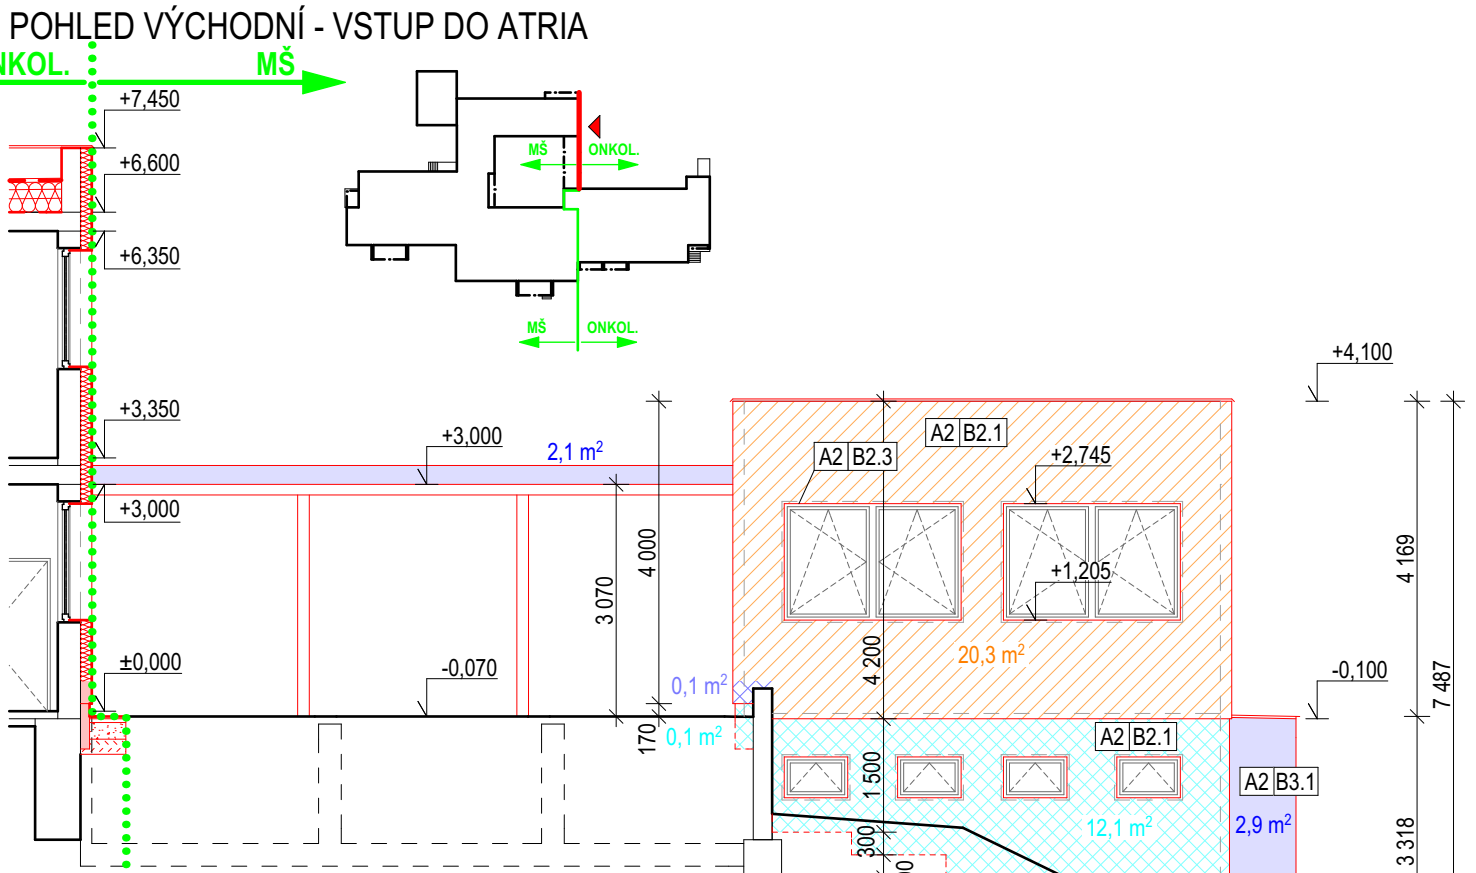 POHLED VÝCHODNÍ - VSTUP DO ATRIA
NKOL.
MŠ
+7,450
+6,600
+6,350
+3,350
+3,000
±0,000
MŠ
ONKOL.
MŠ
ONKOL.
+3,000
2,1 m²
-0,070
4 000
3 070
170
0,1 m²
0,1 m²
A2 B2.1
A2 B2.3
+2,745
+1,205
20,3 m²
4 200
1 500
300
A2 B2.1
12,1 m²
A2 B3.1
2,9 m²
+4,100
-0,100
4 169
7 487
3 318